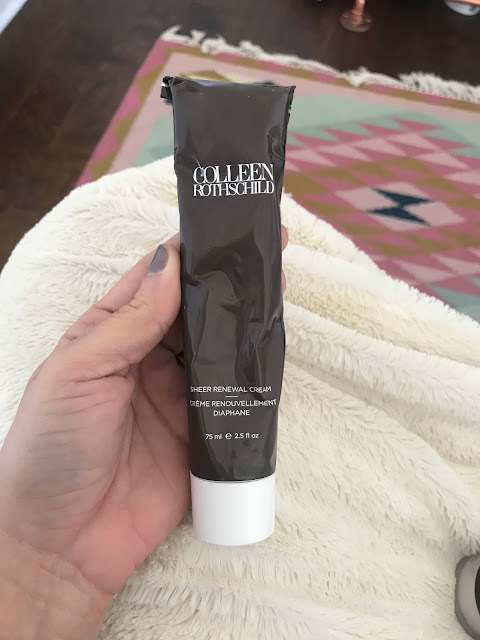 COLLEEN
ROTHSCHILD
SHEER RENEWAL CREAM
CRÈME RENOUVELLEMENT
DIAPHANE
75 ml ℮ 2.5 fl oz